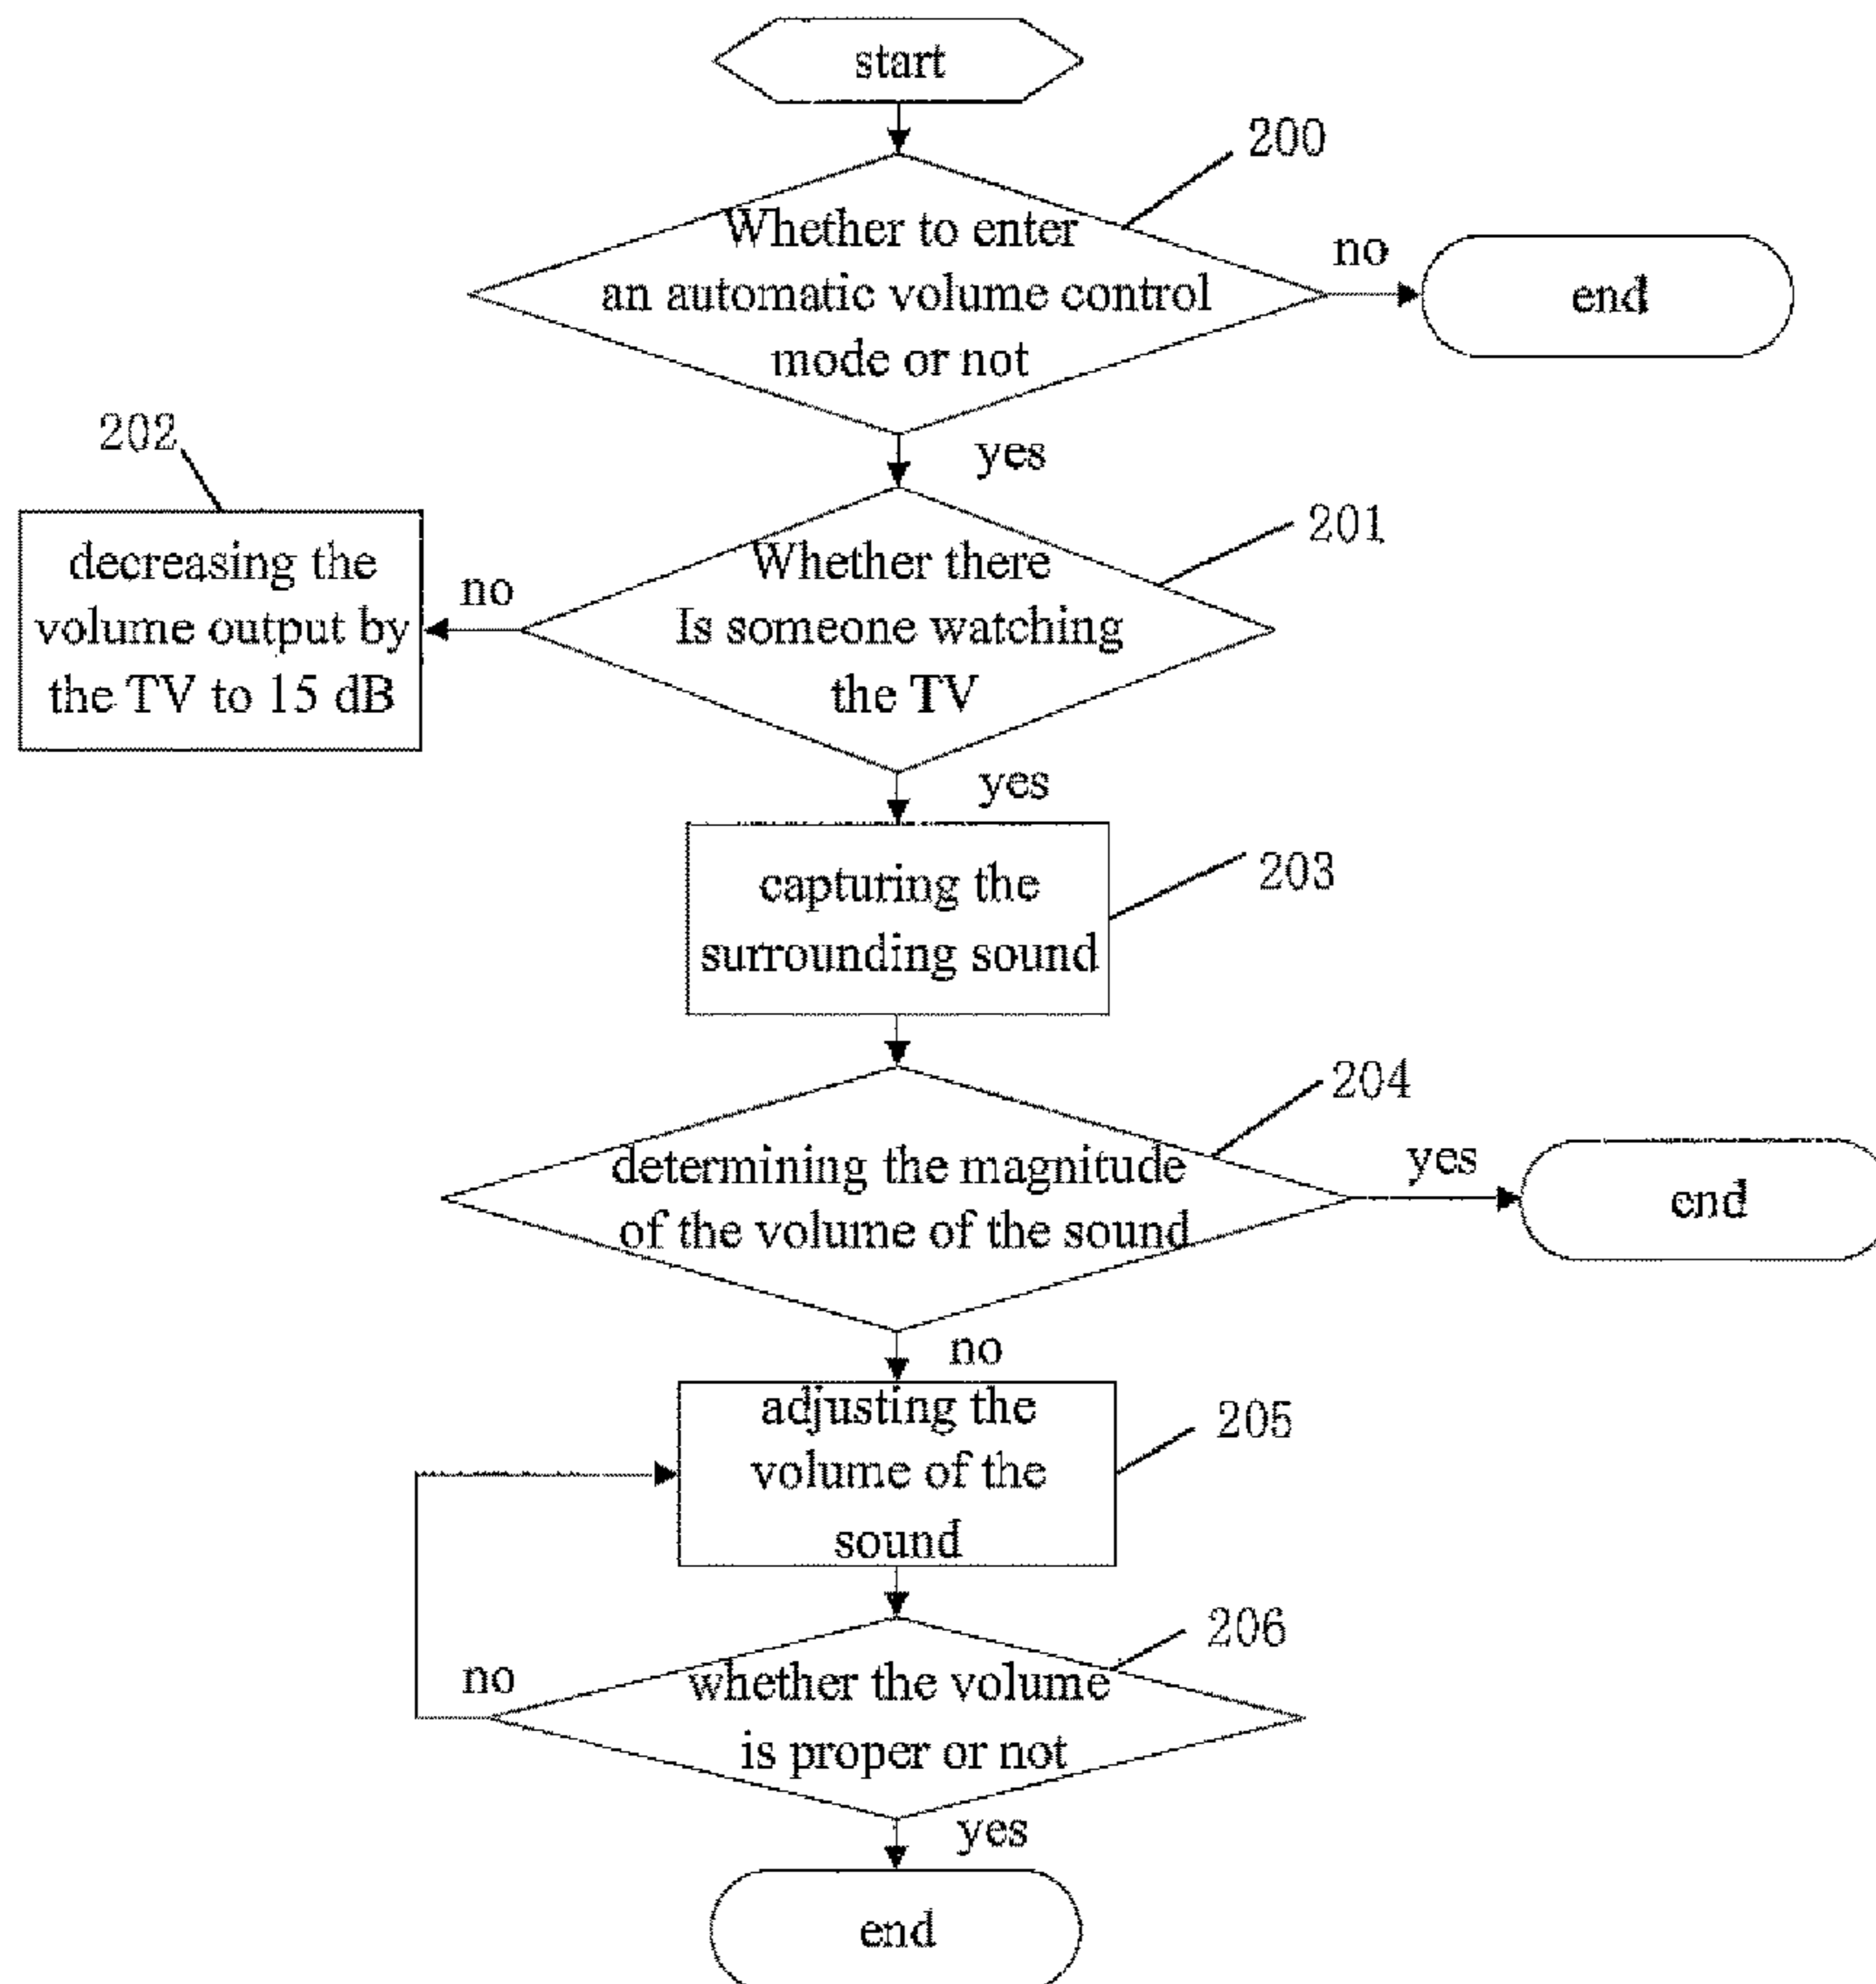 start
200
Whether to enter
an automatic volume control
mode or not
no
end
yes
202
decreasing the
volume output by
the TV to 15 dB
no
201
Whether there
Is someone watching
the TV
yes
capturing the
surrounding sound
203
204
determining the magnitude
of the volume of the sound
yes
end
no
adjusting the
volume of the
sound
205
206
no
whether the volume
is proper or not
yes
end